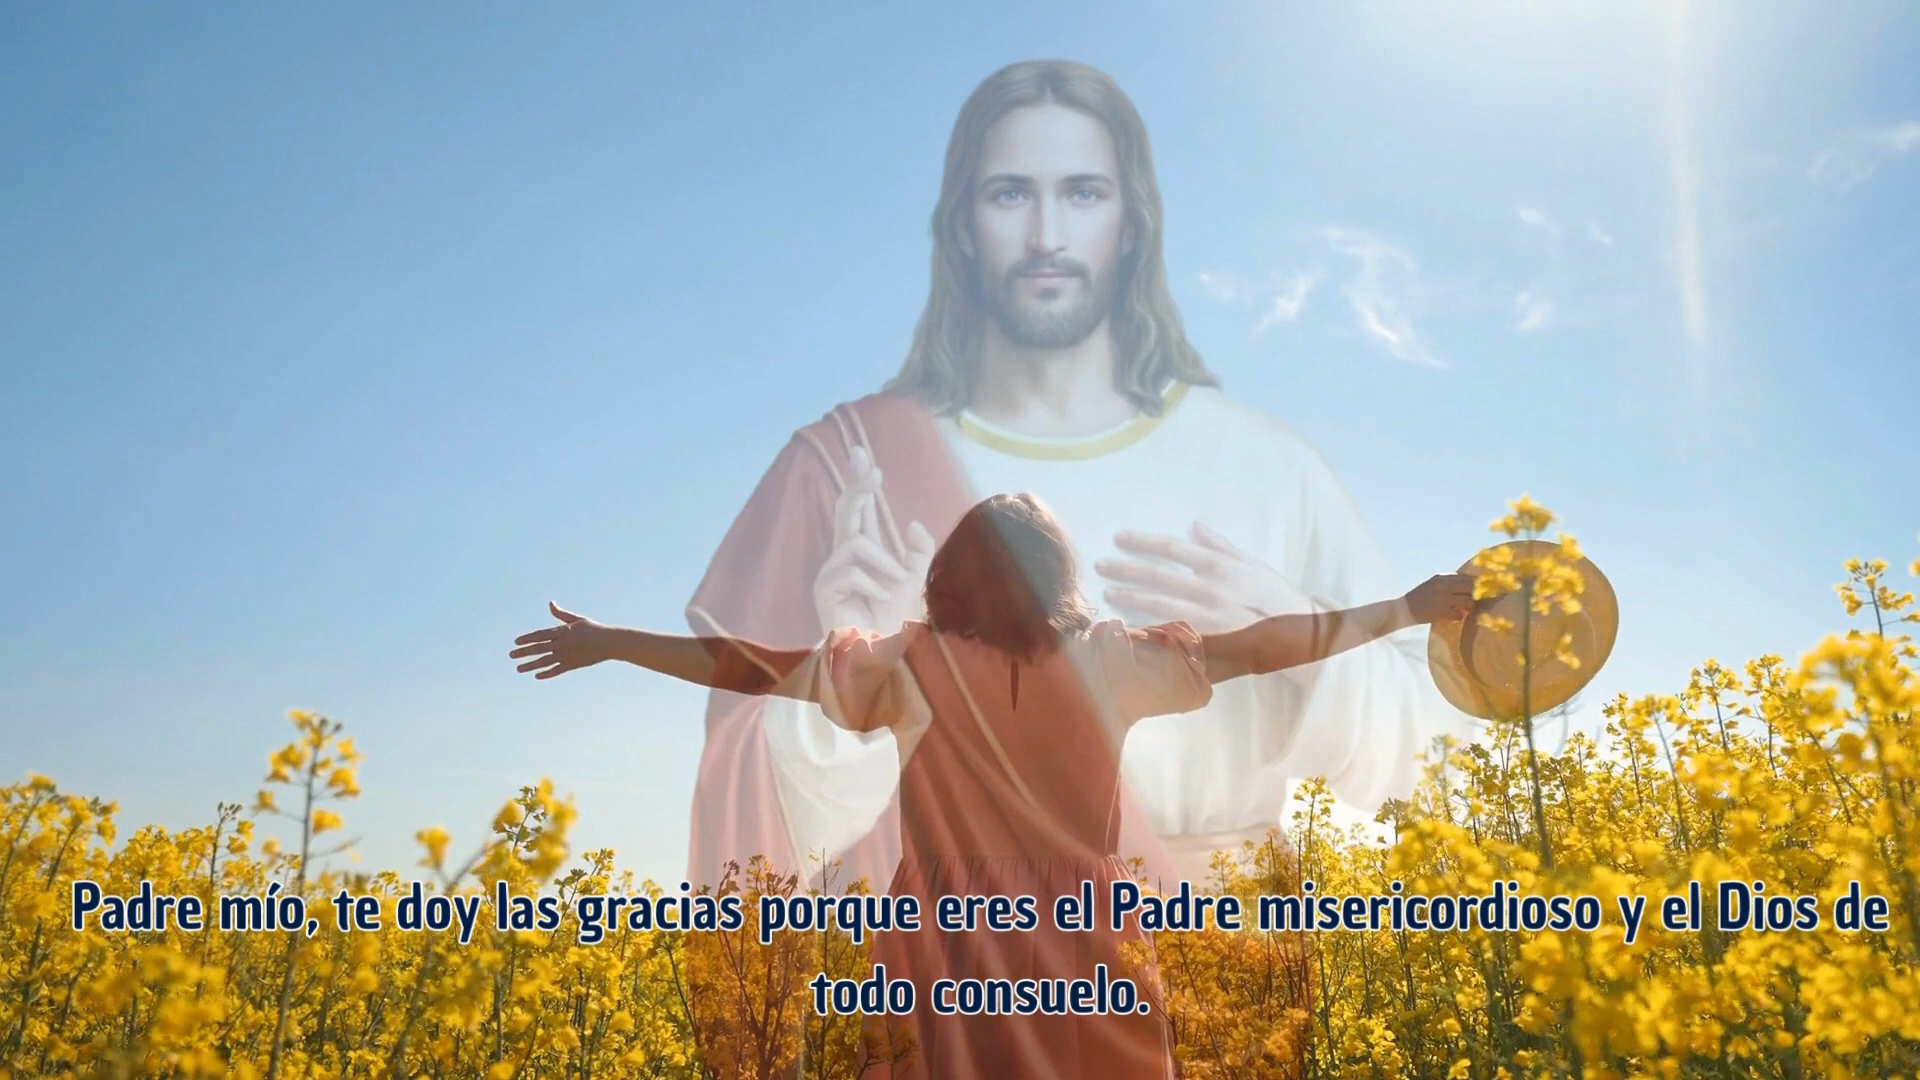 Padre mío, te doy las gracias porque eres el Padre misericordioso y el Dios de
todo consuelo.